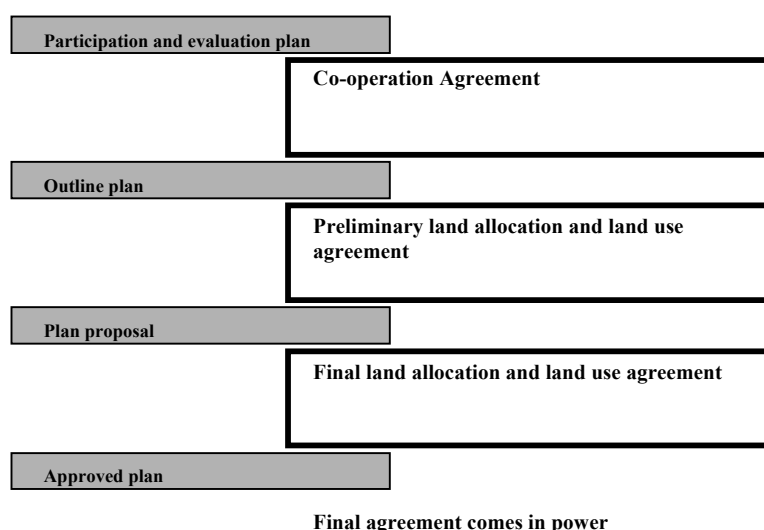 Participation and evaluation plan
Co-operation Agreement
Outline plan
Preliminary land allocation and land use
agreement
Plan proposal
Final land allocation and land use agreement
Approved plan
Final agreement comes in power